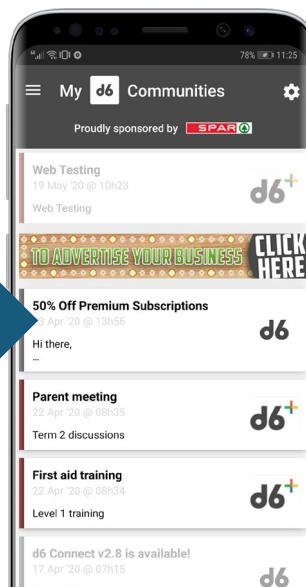 78% 11:25
My d6 Communities
Proudly sponsored by SPAR
Web Testing
19 May '20 @ 10h23
d6+
Web Testing
TO ADVERTISE YOUR BUSINESS CLICK HERE
50% Off Premium Subscriptions
3 Apr '20 @ 13h56
d6
Hi there,
...
Parent meeting
22 Apr '20 @ 08h35
d6+
Term 2 discussions
First aid training
22 Apr '20 @ 08h34
d6+
Level 1 training
d6 Connect v2.8 is available!
17 Apr '20 @ 07h15
d6